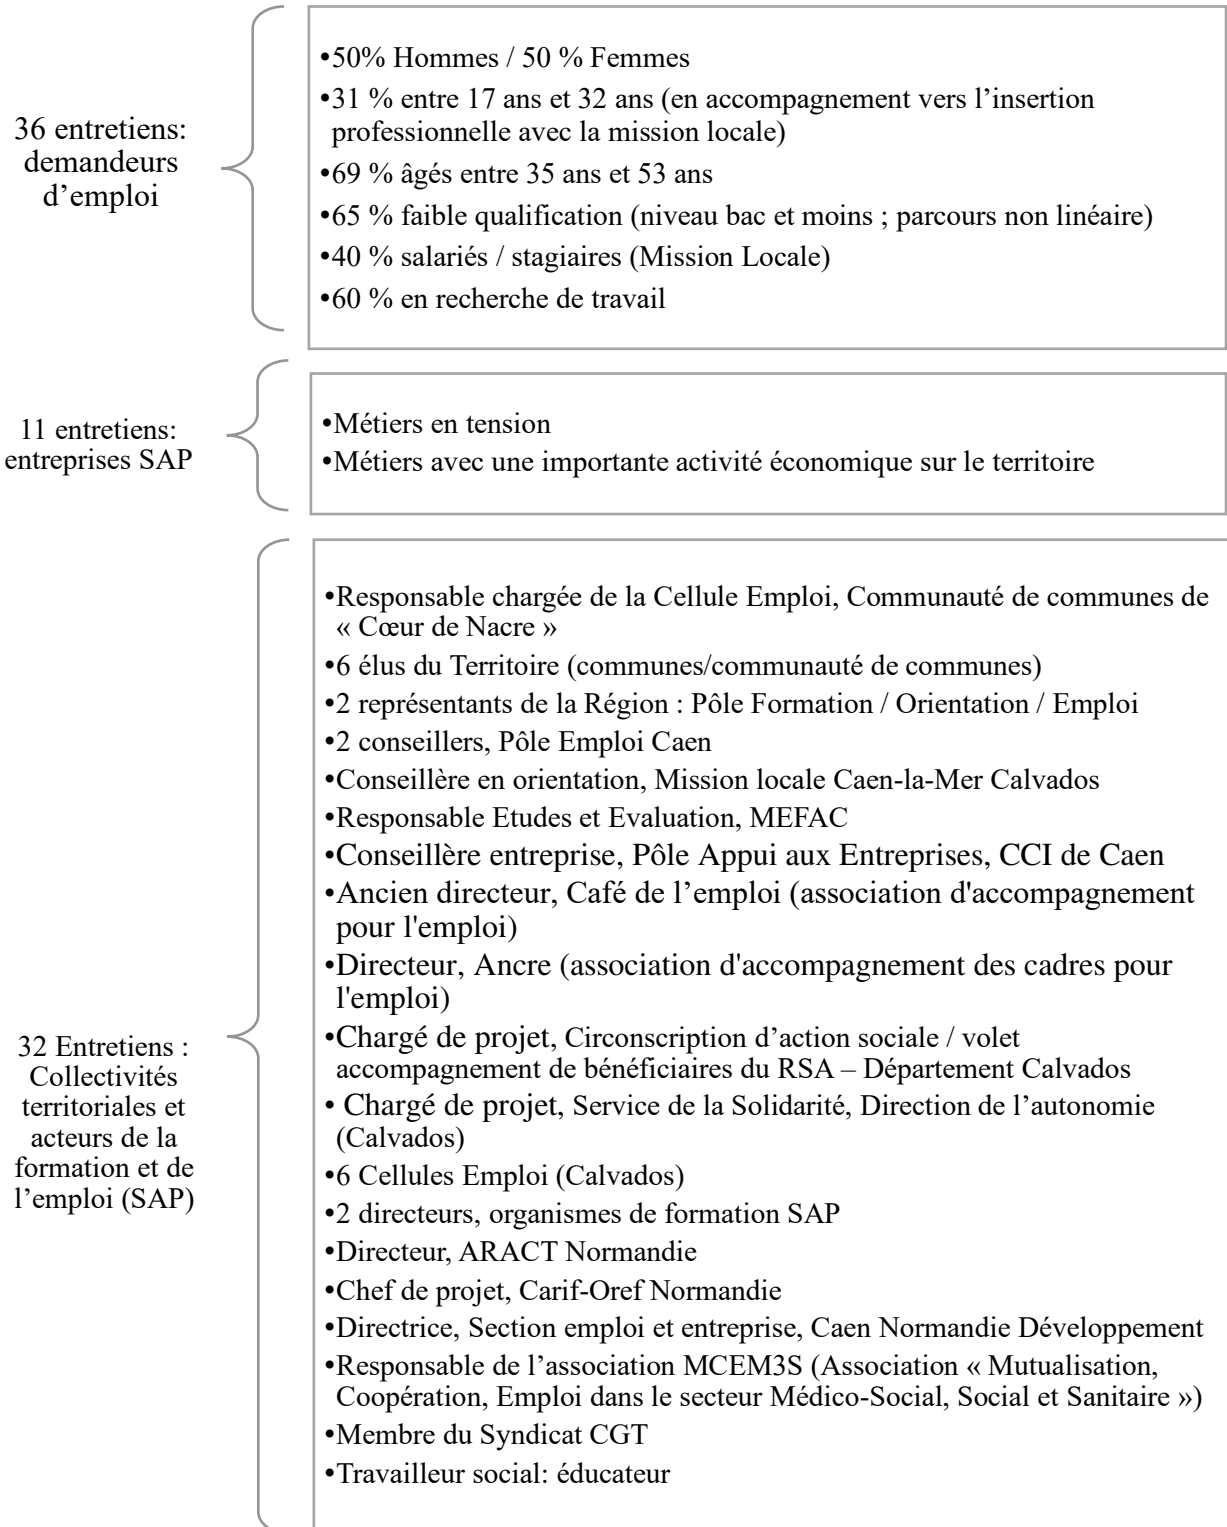 36 entretiens:
demandeurs
d’emploi
•50% Hommes / 50 % Femmes
•31 % entre 17 ans et 32 ans (en accompagnement vers l’insertion
professionnelle avec la mission locale)
•69 % âgés entre 35 ans et 53 ans
•65 % faible qualification (niveau bac et moins ; parcours non linéaire)
•40 % salariés / stagiaires (Mission Locale)
•60 % en recherche de travail
11 entretiens:
entreprises SAP
•Métiers en tension
•Métiers avec une importante activité économique sur le territoire
32 Entretiens :
Collectivités
territoriales et
acteurs de la
formation et de
l’emploi (SAP)
•Responsable chargée de la Cellule Emploi, Communauté de communes de
« Cœur de Nacre »
•6 élus du Territoire (communes/communauté de communes)
•2 représentants de la Région : Pôle Formation / Orientation / Emploi
•2 conseillers, Pôle Emploi Caen
•Conseillère en orientation, Mission locale Caen-la-Mer Calvados
•Responsable Etudes et Evaluation, MEFAC
•Conseillère entreprise, Pôle Appui aux Entreprises, CCI de Caen
•Ancien directeur, Café de l’emploi (association d'accompagnement
pour l'emploi)
•Directeur, Ancre (association d'accompagnement des cadres pour
l'emploi)
•Chargé de projet, Circonscription d’action sociale / volet
accompagnement de bénéficiaires du RSA – Département Calvados
• Chargé de projet, Service de la Solidarité, Direction de l’autonomie
(Calvados)
•6 Cellules Emploi (Calvados)
•2 directeurs, organismes de formation SAP
•Directeur, ARACT Normandie
•Chef de projet, Carif-Oref Normandie
•Directrice, Section emploi et entreprise, Caen Normandie Développement
•Responsable de l’association MCEM3S (Association « Mutualisation,
Coopération, Emploi dans le secteur Médico-Social, Social et Sanitaire »)
•Membre du Syndicat CGT
•Travailleur social: éducateur